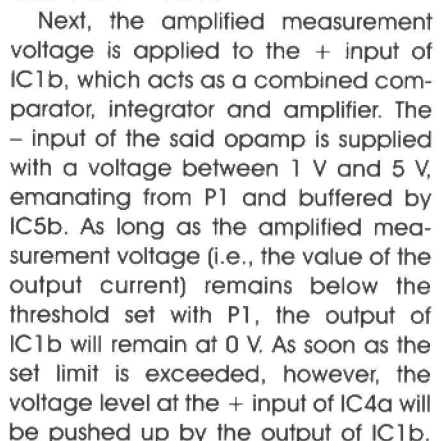 Next, the amplified measurement
voltage is applied to the + input of
IC1b, which acts as a combined com-
parator, integrator and amplifier. The
– input of the said opamp is supplied
with a voltage between 1 V and 5 V,
emanating from P1 and buffered by
IC5b. As long as the amplified mea-
surement voltage (i.e., the value of the
output current) remains below the
threshold set with P1, the output of
IC1b will remain at 0 V. As soon as the
set limit is exceeded, however, the
voltage level at the + input of IC4a will
be pushed up by the output of IC1b.